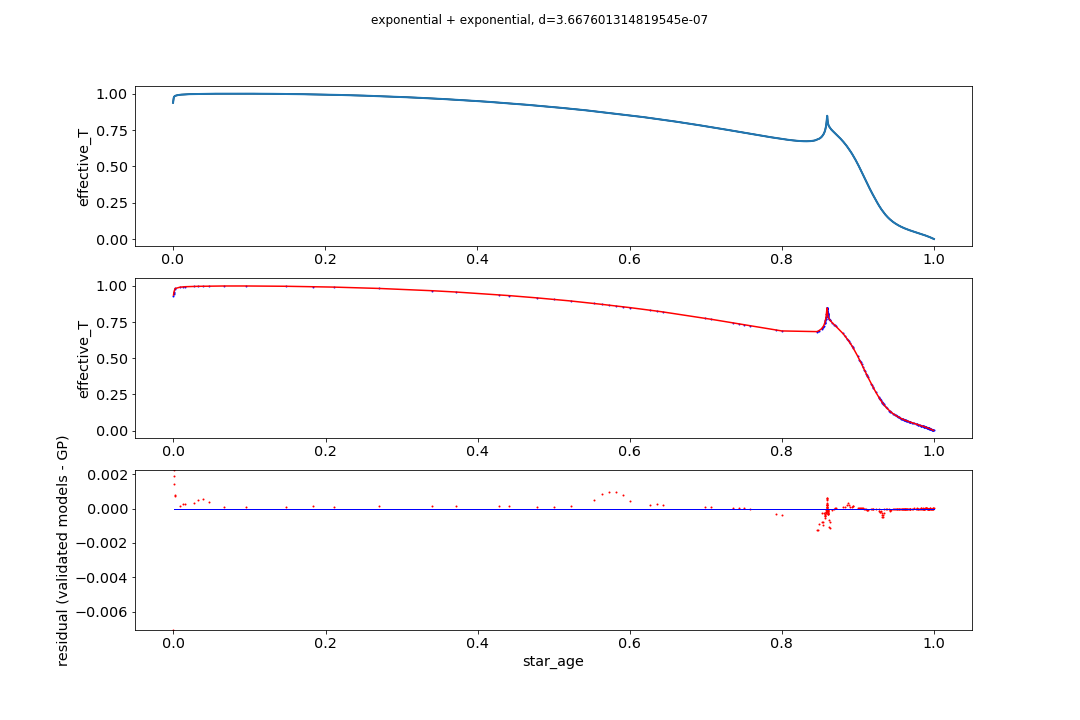 exponential + exponential, d=3.667601314819545e-07
1.00
0.75
0.50
0.25
0.00
effective_T
0.0 0.2 0.4 0.6 0.8 1.0
1.00
0.75
0.50
0.25
0.00
effective_T
0.0 0.2 0.4 0.6 0.8 1.0
0.002
0.000
−0.002
−0.004
−0.006
residual (validated models - GP)
0.0 0.2 0.4 0.6 0.8 1.0
star_age